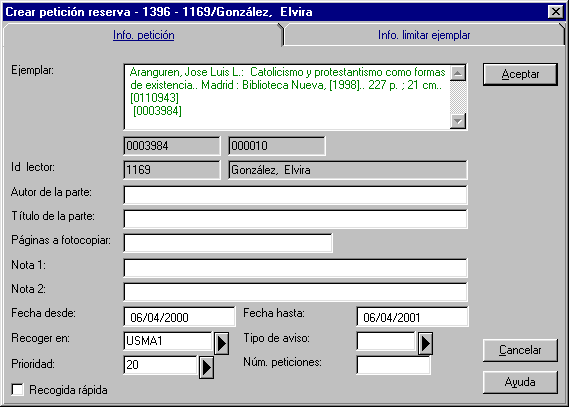 Crear petición reserva - 1396 - 1169/González, Elvira
Info. petición
Info. limitar ejemplar
Ejemplar:
Aranguren, Jose Luis L.: Catolicismo y protestantismo como formas
de existencia.. Madrid : Biblioteca Nueva, [1998].. 227 p. ; 21 cm..
[0110943]
[0003984]
Aceptar
0003984
000010
Id lector:
1169
González, Elvira
Autor de la parte:
Título de la parte:
Páginas a fotocopiar:
Nota 1:
Nota 2:
Fecha desde:
06/04/2000
Fecha hasta:
06/04/2001
Recoger en:
USMA1
Tipo de aviso:
Cancelar
Prioridad:
20
Núm. peticiones:
Ayuda
Recogida rápida